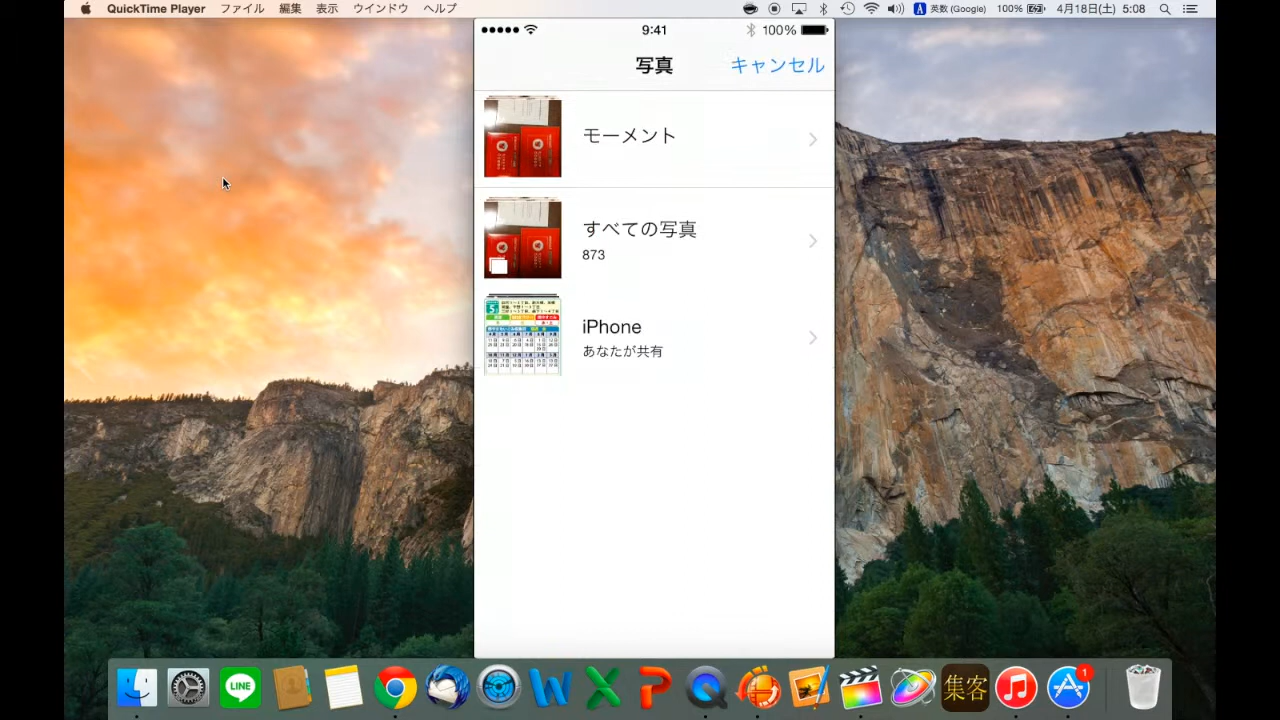 QuickTime Player ファイル 編集 表示 ウインドウ ヘルプ
英数 (Google) 100% 4月18日(土) 5:08
9:41
100%
写真
キャンセル
モーメント
すべての写真
873
iPhone
あなたが共有
LINE
集客
1